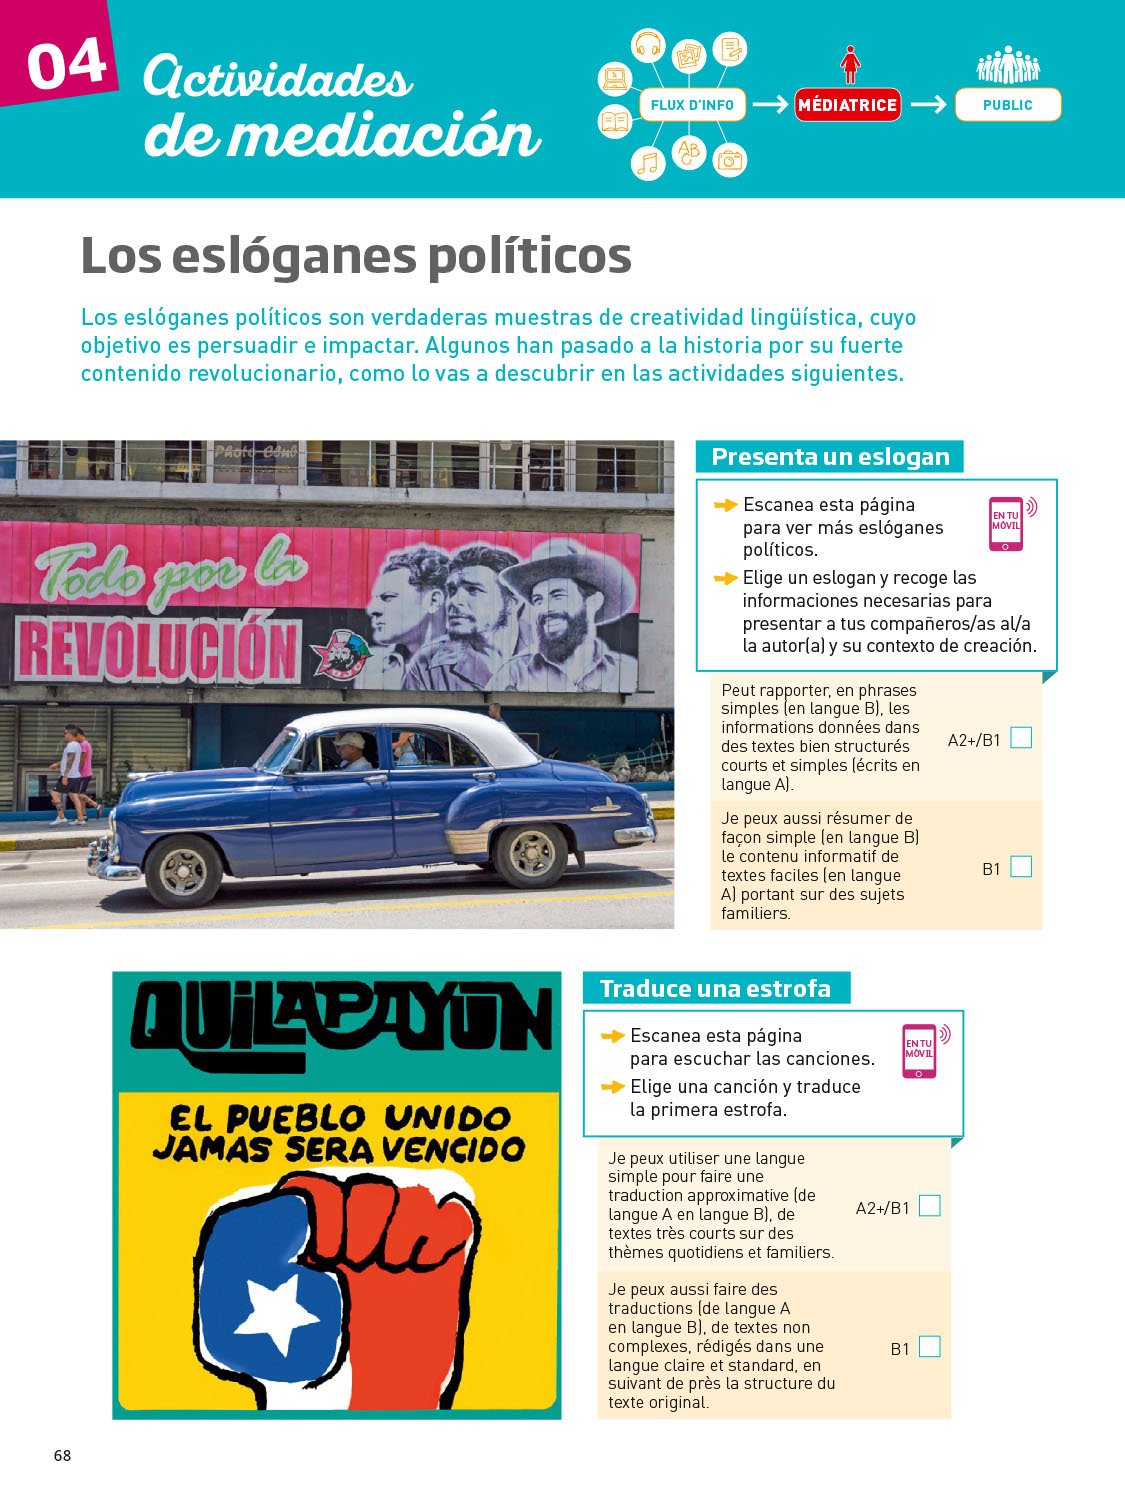 04
Actividades
de mediación
FLUX D'INFO
MÉDIATRICE
PUBLIC
AB
C
Los eslóganes políticos
Los eslóganes políticos son verdaderas muestras de creatividad lingüística, cuyo
objetivo es persuadir e impactar. Algunos han pasado a la historia por su fuerte
contenido revolucionario, como lo vas a descubrir en las actividades siguientes.
Photo Club
Todo por la
REVOLUCIÓN
Presenta un eslogan
Escanea esta página
para ver más eslóganes
políticos.
EN TU
MÓVIL
Elige un eslogan y recoge las
informaciones necesarias para
presentar a tus compañeros/as al/a
la autor(a) y su contexto de creación.
Peut rapporter, en phrases
simples (en langue B), les
informations données dans
des textes bien structurés
courts et simples (écrits en
langue A).
A2+/B1
Je peux aussi résumer de
façon simple (en langue B)
le contenu informatif de
textes faciles (en langue
A) portant sur des sujets
familiers.
B1
QUILAPAYUN
EL PUEBLO UNIDO
JAMAS SERA VENCIDO
Traduce una estrofa
Escanea esta página
para escuchar las canciones.
EN TU
MÓVIL
Elige una canción y traduce
la primera estrofa.
Je peux utiliser une langue
simple pour faire une
traduction approximative (de
langue A en langue B), de
textes très courts sur des
thèmes quotidiens et familiers.
A2+/B1
Je peux aussi faire des
traductions (de langue A
en langue B), de textes non
complexes, rédigés dans une
langue claire et standard, en
suivant de près la structure du
texte original.
B1
68